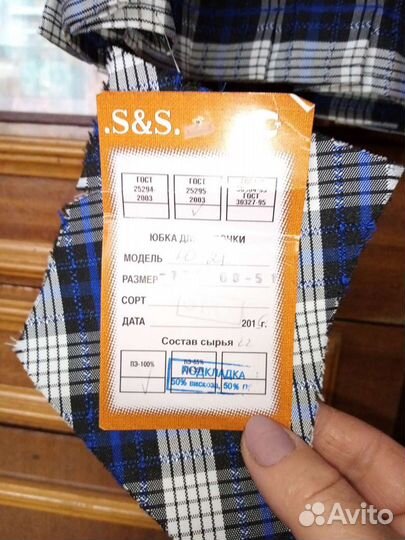 .S&S.
ГОСТ 25294 2003
ГОСТ 25295 2003
ГОСТ 30327-95
ЮБКА
МОДЕЛЬ
РАЗМЕР
СОРТ
ДАТА 201 г.
Состав сырья
ПЭ-100%
ПОДКЛАДКА
50% вискоза, 50%
Avito